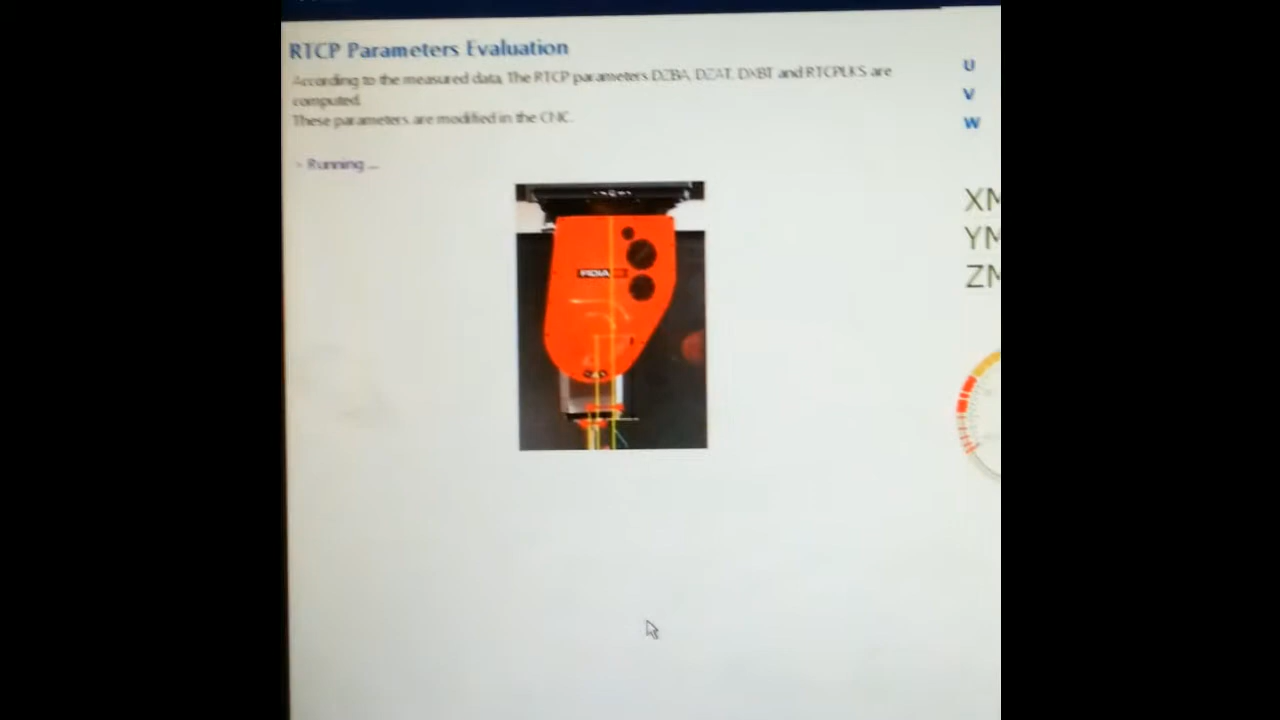 RTCP Parameters Evaluation
According to the measured data, The RTCP parameters DZBA, DZAT, DXBT and RTCPLKS are
computed.
These parameters are modified in the CNC.
- Running ...
FIDIA
U
V
W
XM
YM
ZM